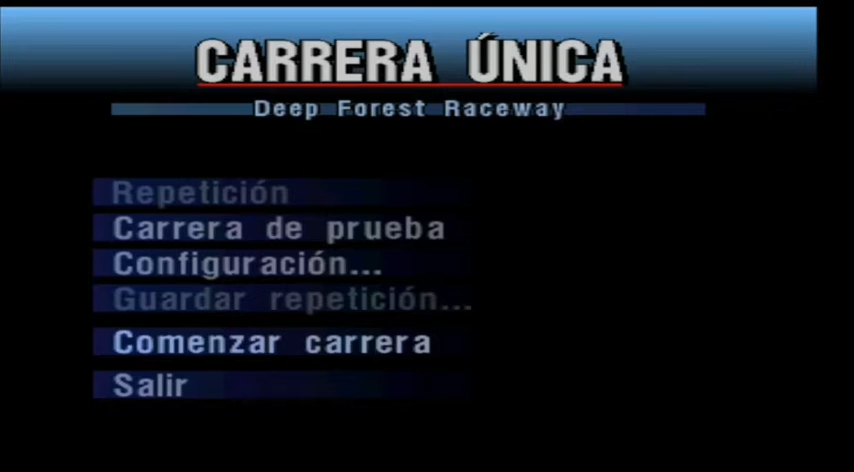 CARRERA ÚNICA
Deep Forest Raceway
Repetición
Carrera de prueba
Configuración...
Guardar repetición...
Comenzar carrera
Salir